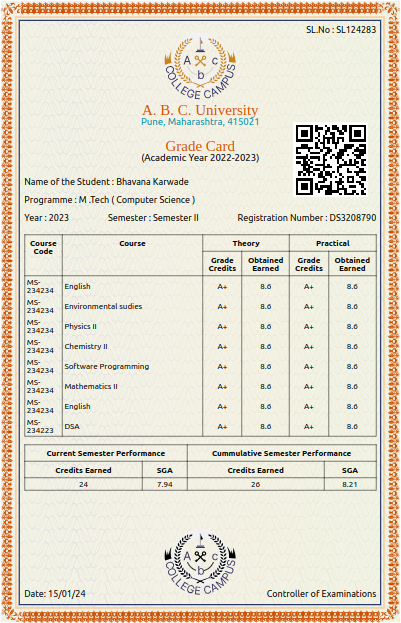 SL.No : SL124283
A c
b
COLLEGE CAMPUS
A. B. C. University
Pune, Maharashtra, 415021
Grade Card
(Academic Year 2022-2023)
Name of the Student : Bhavana Karwade
Programme : M .Tech ( Computer Science )
Year : 2023 Semester : Semester II Registration Number : DS3208790
Course Code Course Theory Practical
Grade Credits Obtained Earned Grade Credits Obtained Earned
MS-234234 English A+ 8.6 A+ 8.6
MS-234234 Environmental sudies A+ 8.6 A+ 8.6
MS-234234 Physics II A+ 8.6 A+ 8.6
MS-234234 Chemistry II A+ 8.6 A+ 8.6
MS-234234 Software Programming A+ 8.6 A+ 8.6
MS-234234 Mathematics II A+ 8.6 A+ 8.6
MS-234234 English A+ 8.6 A+ 8.6
MS-234223 DSA A+ 8.6 A+ 8.6
Current Semester Performance Cummulative Semester Performance
Credits Earned SGA Credits Earned SGA
24 7.94 26 8.21
A c
b
COLLEGE CAMPUS
Date: 15/01/24 Controller of Examinations